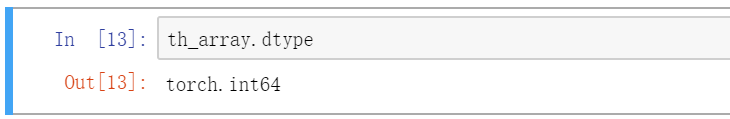 In [13]: th_array.dtype
Out[13]: torch.int64